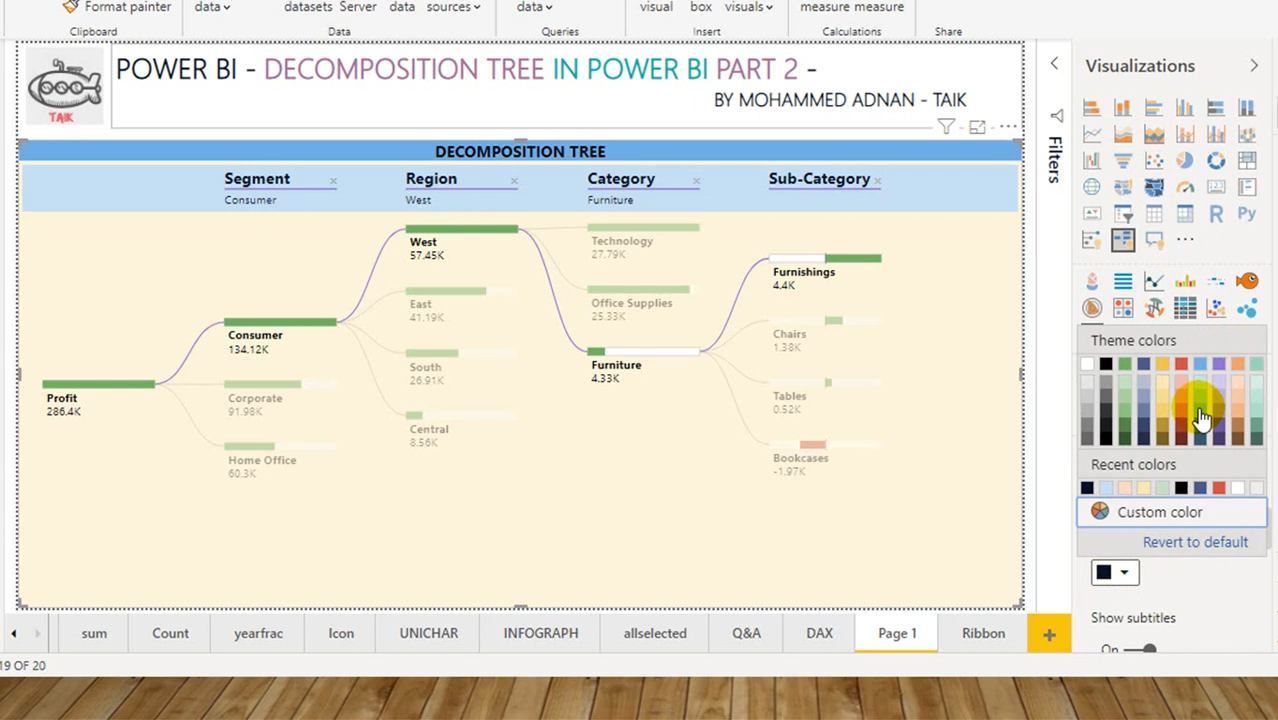 Format painter
data
datasets Server data sources
data
visual box visuals
measure measure
Clipboard
Data
Queries
Insert
Calculations
Share
TAIK
POWER BI - DECOMPOSITION TREE IN POWER BI PART 2 -
BY MOHAMMED ADNAN - TAIK
Visualizations
Filters
DECOMPOSITION TREE
Segment
Consumer
Region
West
Category
Furniture
Sub-Category
Profit
286.4K
Consumer
134.12K
Corporate
91.98K
Home Office
60.3K
West
57.45K
East
41.19K
South
26.91K
Central
8.56K
Technology
27.79K
Office Supplies
25.33K
Furniture
4.33K
Furnishings
4.4K
Chairs
1.38K
Tables
0.52K
Bookcases
-1.97K
R
Py
Theme colors
Recent colors
Custom color
Revert to default
Show subtitles
On
sum
Count
yearfrac
Icon
UNICHAR
INFOGRAPH
allselected
Q&A
DAX
Page 1
Ribbon
19 OF 20